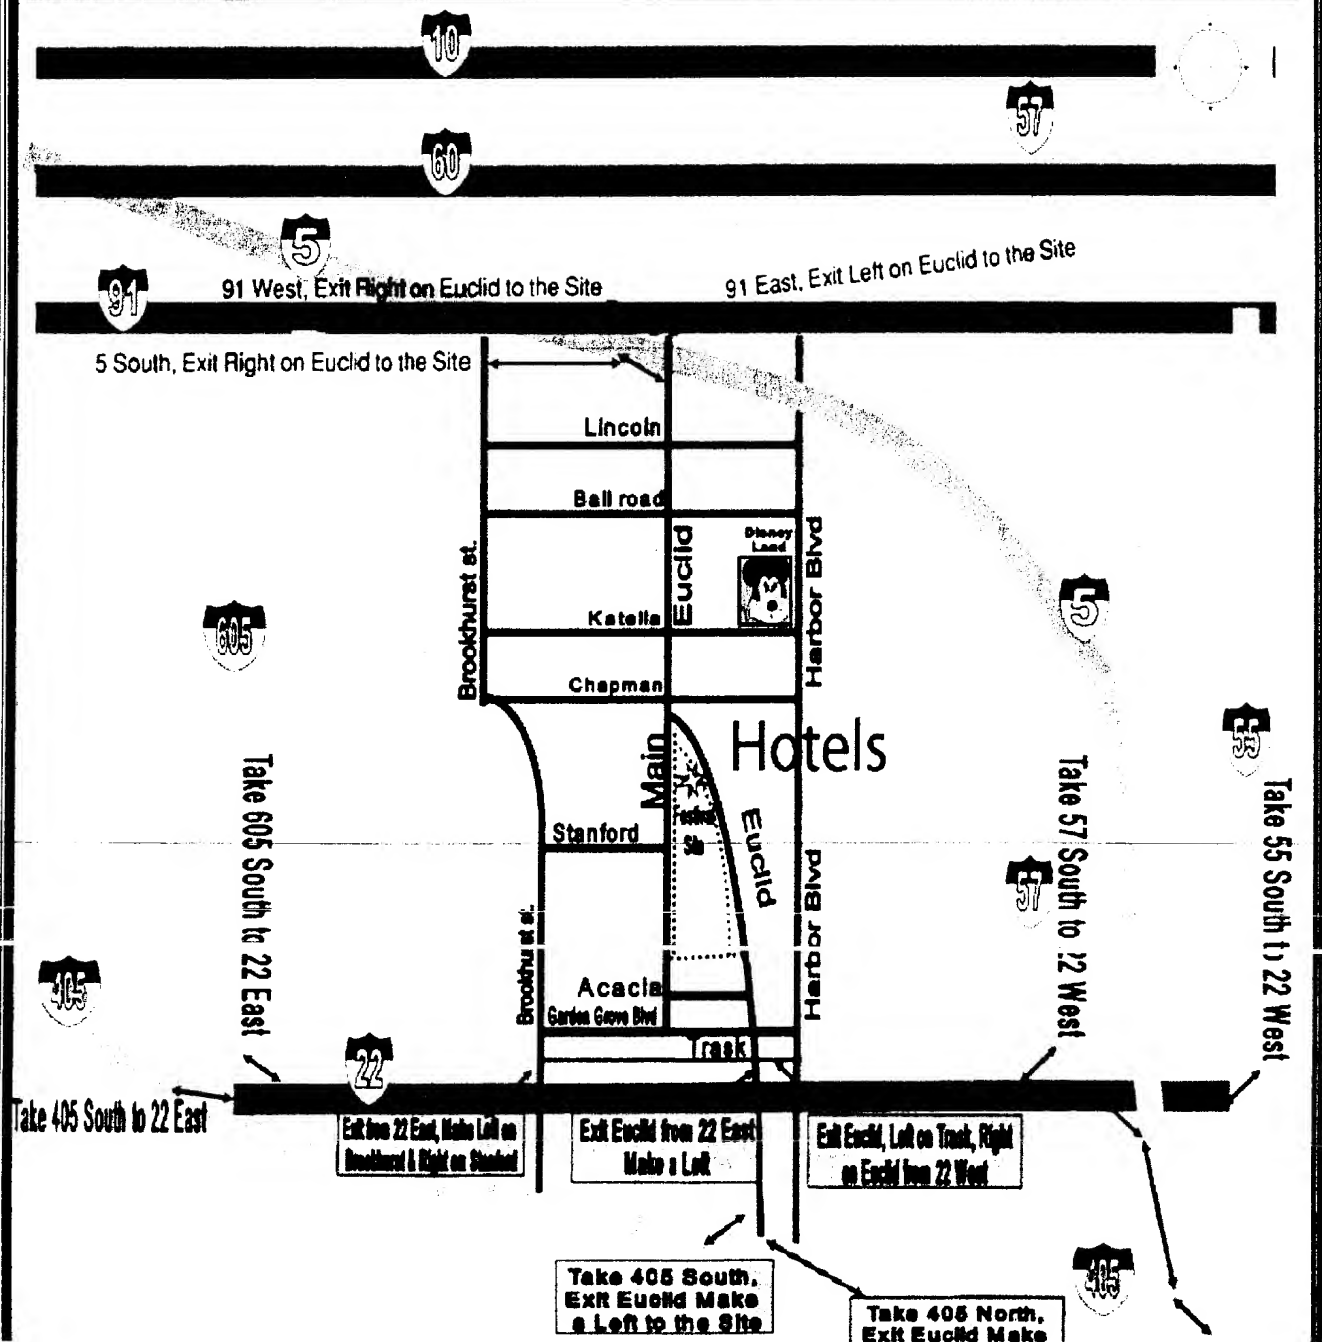 10
57
60
5
91 West, Exit Right on Euclid to the Site
91 East, Exit Left on Euclid to the Site
91
5 South, Exit Right on Euclid to the Site
Lincoln
Ball road
Disney
Land
Euclid
Harbor Blvd
Brookhurst st.
Katella
5
605
Chapman
55
Hotels
Main
Take 605 South to 22 East
Take 57 South to 22 West
Take 55 South to 22 West
Stanford
Festival
Site
Euclid
57
Harbor Blvd
Brookhurst st.
405
Acacia
Garden Grove Blvd
Trask
22
Take 405 South to 22 East
Exit from 22 East, Make Left on
Brookhurst & Right on Stanford
Exit Euclid from 22 East
Make a Left
Exit Euclid, Left on Trask, Right
on Euclid from 22 West
405
Take 405 South,
Exit Euclid Make
a Left to the Site
Take 405 North,
Exit Euclid Make